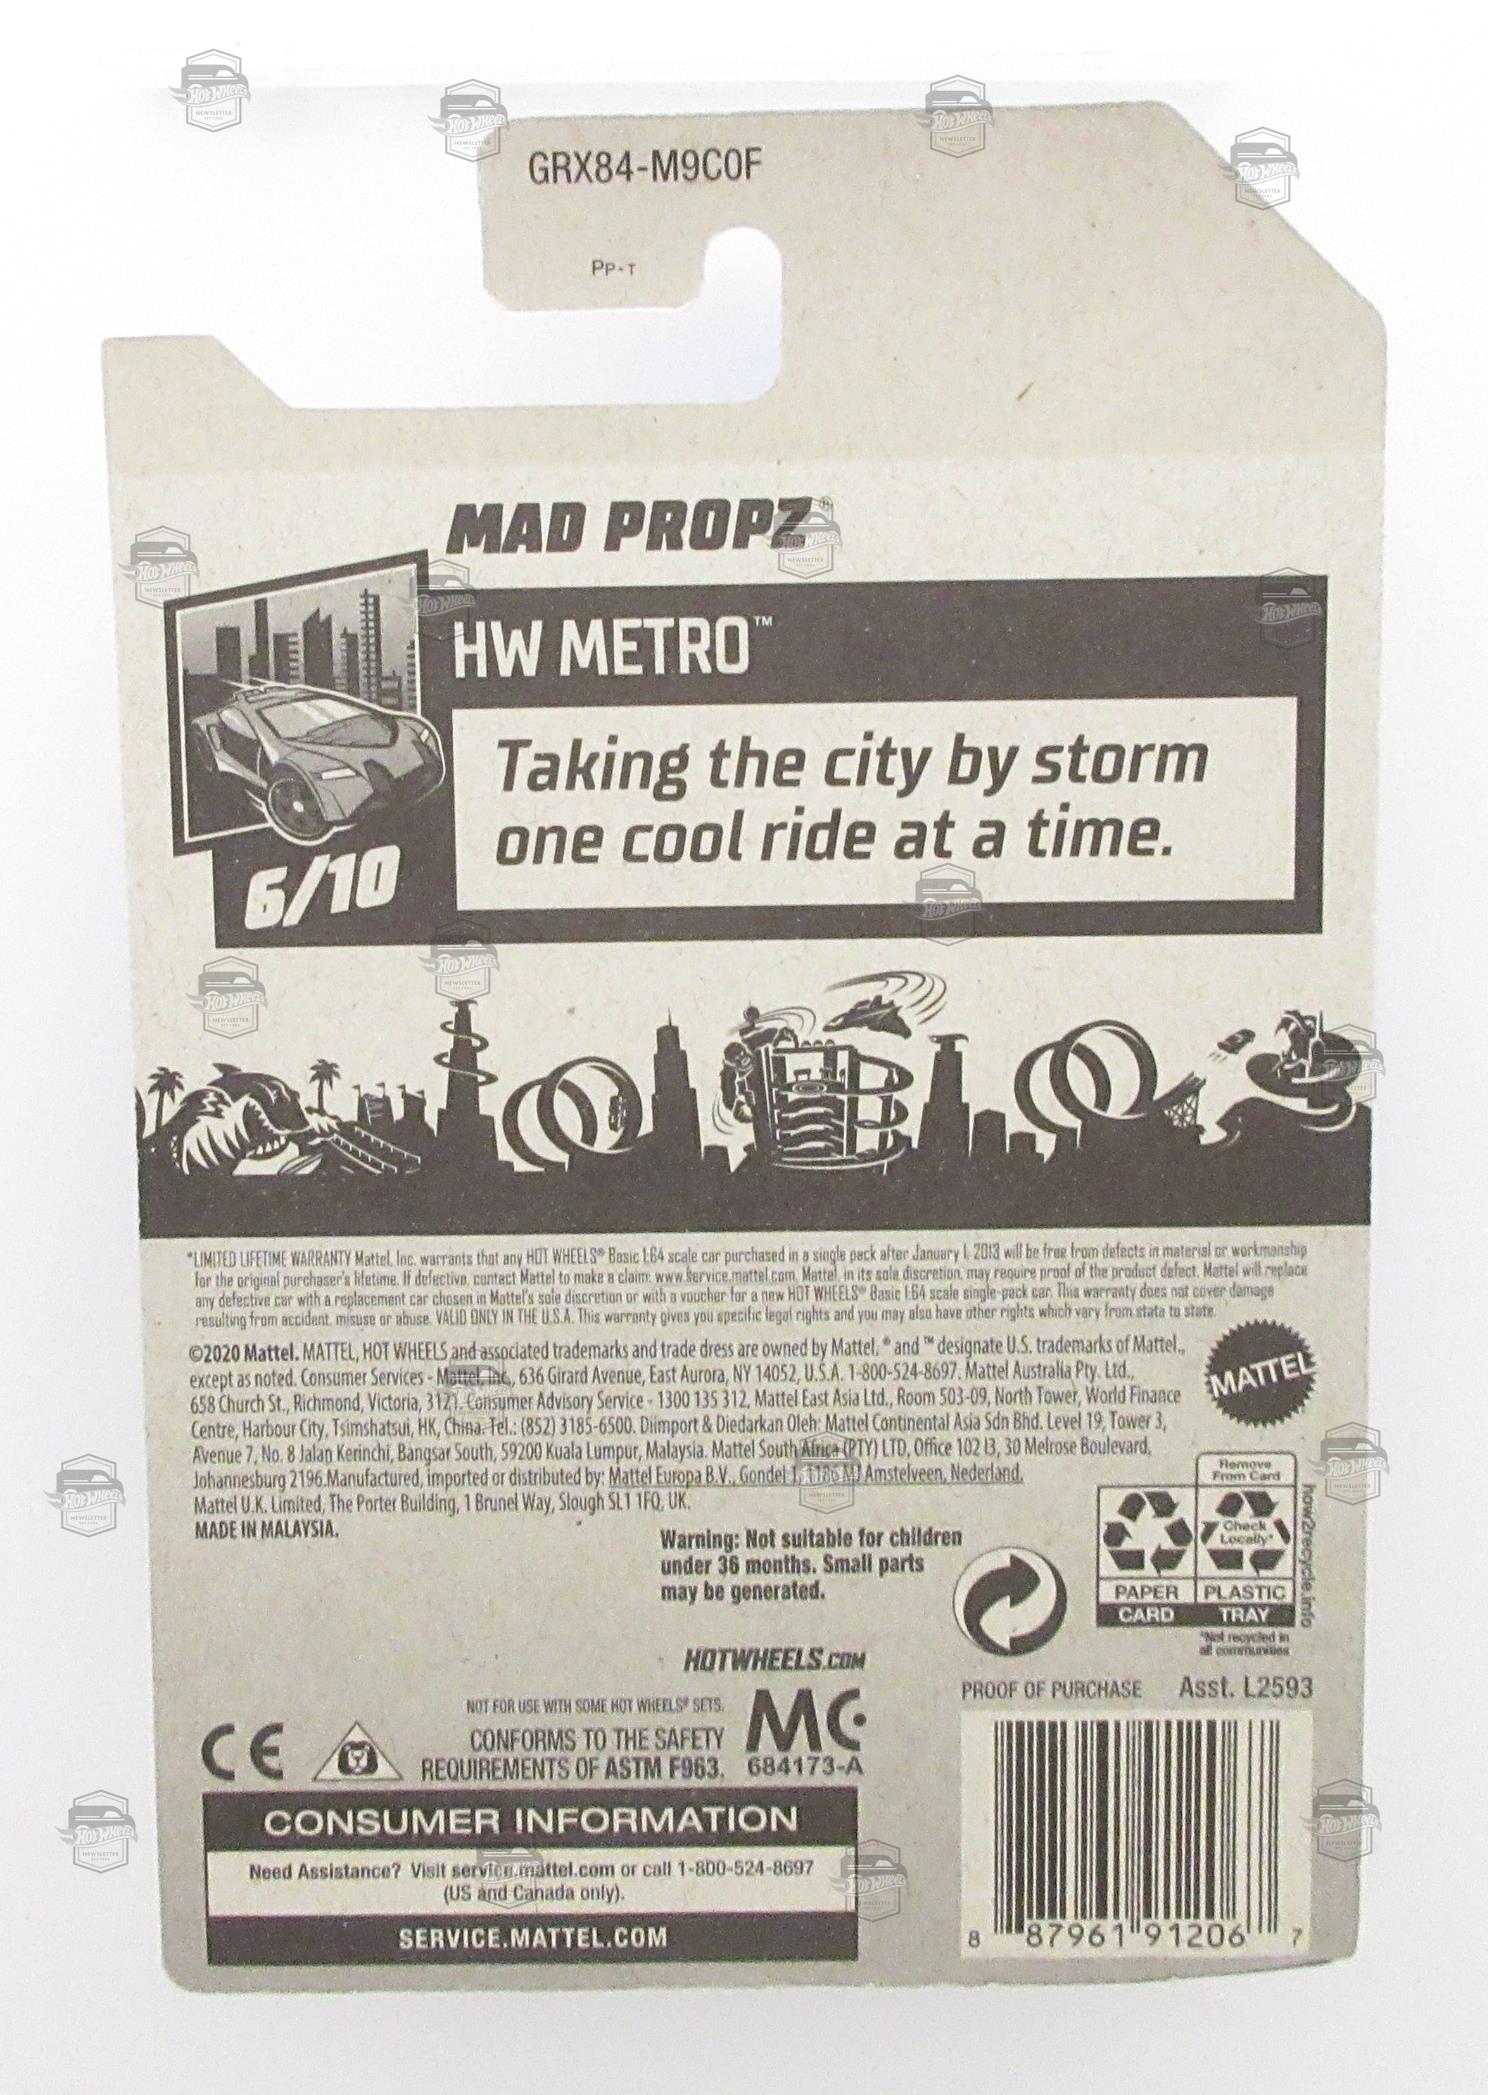 GRX84-M9C0F
PP-T
MAD PROPZ®
HW METRO™
Taking the city by storm
one cool ride at a time.
6/10
*LIMITED LIFETIME WARRANTY Mattel, Inc. warrants that any HOT WHEELS® Basic 1:64 scale car purchased in a single pack after January 1, 2013 will be free from defects in material or workmanship
for the original purchaser's lifetime. If defective, contact Mattel to make a claim: www.service.mattel.com. Mattel, in its sole discretion, may require proof of the product defect. Mattel will replace
any defective car with a replacement car chosen in Mattel's sole discretion or with a voucher for a new HOT WHEELS® Basic 1:64 scale single-pack car. This warranty does not cover damage
resulting from accident, misuse or abuse. VALID ONLY IN THE U.S.A. This warranty gives you specific legal rights and you may also have other rights which vary from state to state.
©2020 Mattel. MATTEL, HOT WHEELS and associated trademarks and trade dress are owned by Mattel. ® and ™ designate U.S. trademarks of Mattel.,
except as noted. Consumer Services - Mattel, Inc., 636 Girard Avenue, East Aurora, NY 14052, U.S.A. 1-800-524-8697. Mattel Australia Pty. Ltd.,
658 Church St., Richmond, Victoria, 3121. Consumer Advisory Service - 1300 135 312. Mattel East Asia Ltd., Room 503-09, North Tower, World Finance
Centre, Harbour City, Tsimshatsui, HK, China. Tel.: (852) 3185-6500. Diimport & Diedarkan Oleh: Mattel Continental Asia Sdn Bhd. Level 19, Tower 3,
Avenue 7, No. 8 Jalan Kerinchi, Bangsar South, 59200 Kuala Lumpur, Malaysia. Mattel South Africa (PTY) LTD, Office 102 I3, 30 Melrose Boulevard,
Johannesburg 2196.Manufactured, imported or distributed by: Mattel Europa B.V., Gondel 1, 1186 MJ Amstelveen, Nederland.
Mattel U.K. Limited, The Porter Building, 1 Brunel Way, Slough SL1 1FQ, UK.
MADE IN MALAYSIA.
MATTEL
Warning: Not suitable for children
under 36 months. Small parts
may be generated.
Remove
From Card
Check
Locally*
PAPER
PLASTIC
CARD
TRAY
*Not recycled in
all communities
how2recycle.info
HOTWHEELS.COM
NOT FOR USE WITH SOME HOT WHEELS® SETS.
CONFORMS TO THE SAFETY
REQUIREMENTS OF ASTM F963.
CE
MC
684173-A
PROOF OF PURCHASE Asst. L2593
8 87961 91206 7
CONSUMER INFORMATION
Need Assistance? Visit service.mattel.com or call 1-800-524-8697
(US and Canada only).
SERVICE.MATTEL.COM
HOT WHEELS
NEWSLETTER